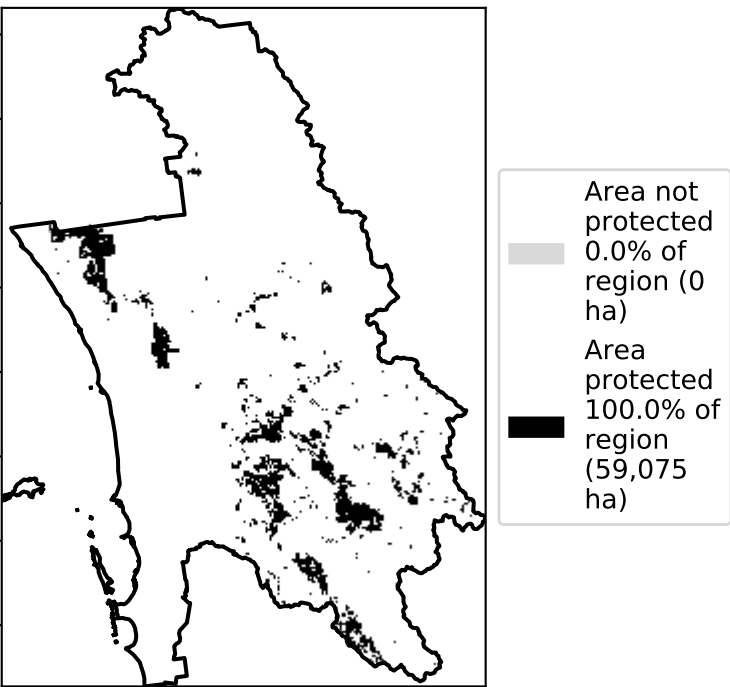 Area not
protected
0.0% of
region (0
ha)
Area
protected
100.0% of
region
(59,075
ha)